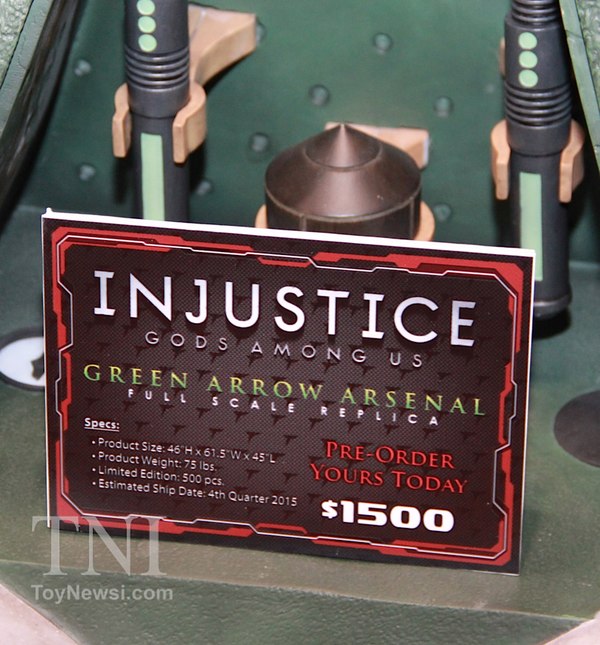 INJUSTICE
GODS AMONG US
GREEN ARROW ARSENAL
FULL SCALE REPLICA
Specs:
• Product Size: 46"H x 61.5"W x 45"L
• Product Weight: 75 lbs.
• Limited Edition: 500 pcs.
• Estimated Ship Date: 4th Quarter 2015
PRE-ORDER
YOURS TODAY
$1500
TNI
ToyNewsi.com